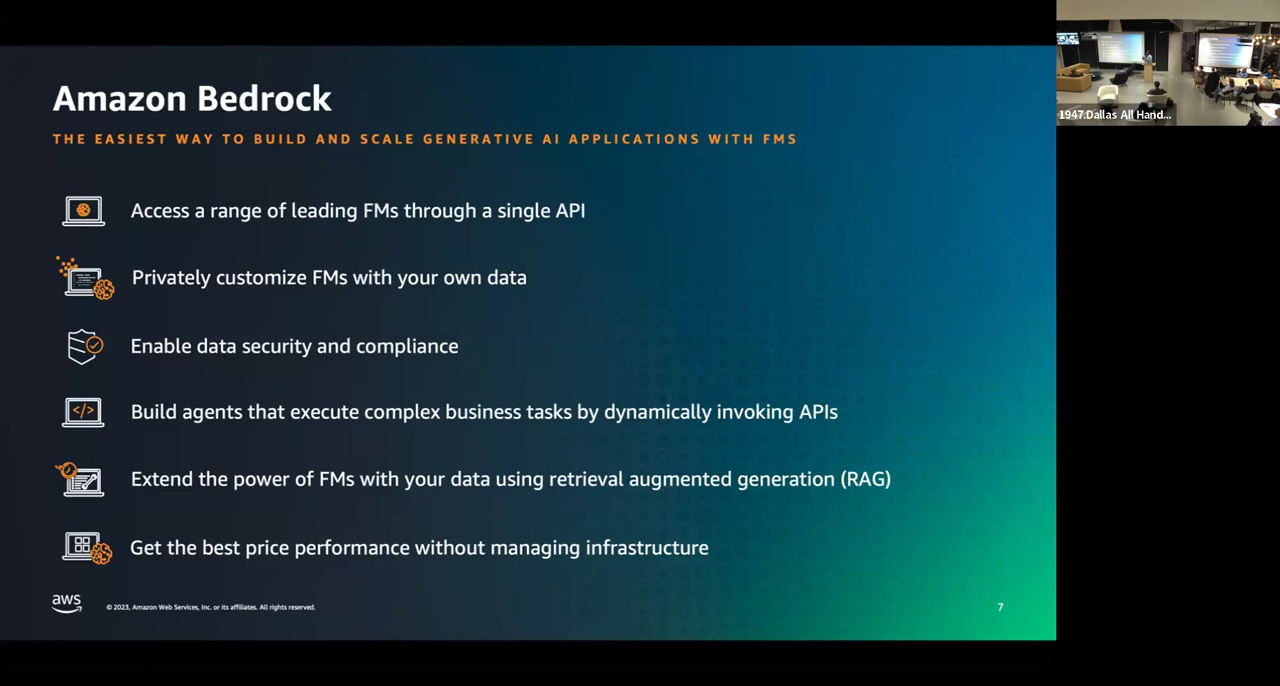 Amazon Bedrock
THE EASIEST WAY TO BUILD AND SCALE GENERATIVE AI APPLICATIONS WITH FMS
Access a range of leading FMs through a single API
Privately customize FMs with your own data
Enable data security and compliance
</>
Build agents that execute complex business tasks by dynamically invoking APIs
Extend the power of FMs with your data using retrieval augmented generation (RAG)
Get the best price performance without managing infrastructure
aws
© 2023, Amazon Web Services, Inc. or its affiliates. All rights reserved.
7
1947.Dallas All Hand...